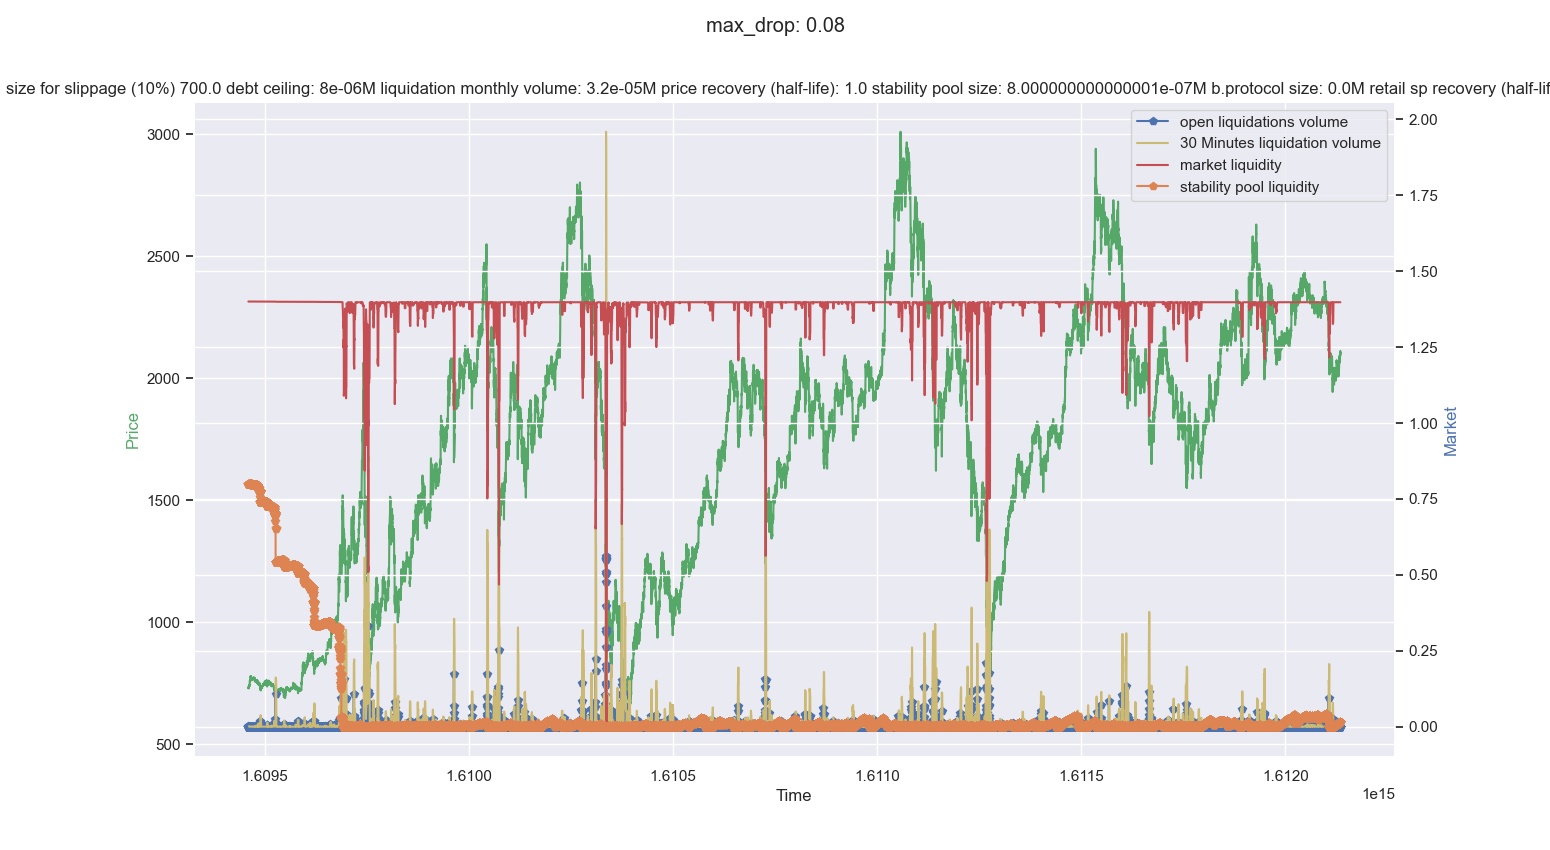 max_drop: 0.08
size for slippage (10%) 700.0 debt ceiling: 8e-06M liquidation monthly volume: 3.2e-05M price recovery (half-life): 1.0 stability pool size: 8.000000000000001e-07M b.protocol size: 0.0M retail sp recovery (half-lif
open liquidations volume
30 Minutes liquidation volume
market liquidity
stability pool liquidity
3000
2500
2000
1500
1000
500
Price
2.00
1.75
1.50
1.25
1.00
0.75
0.50
0.25
0.00
Market
1.6095 1.6100 1.6105 1.6110 1.6115 1.6120
1e15
Time